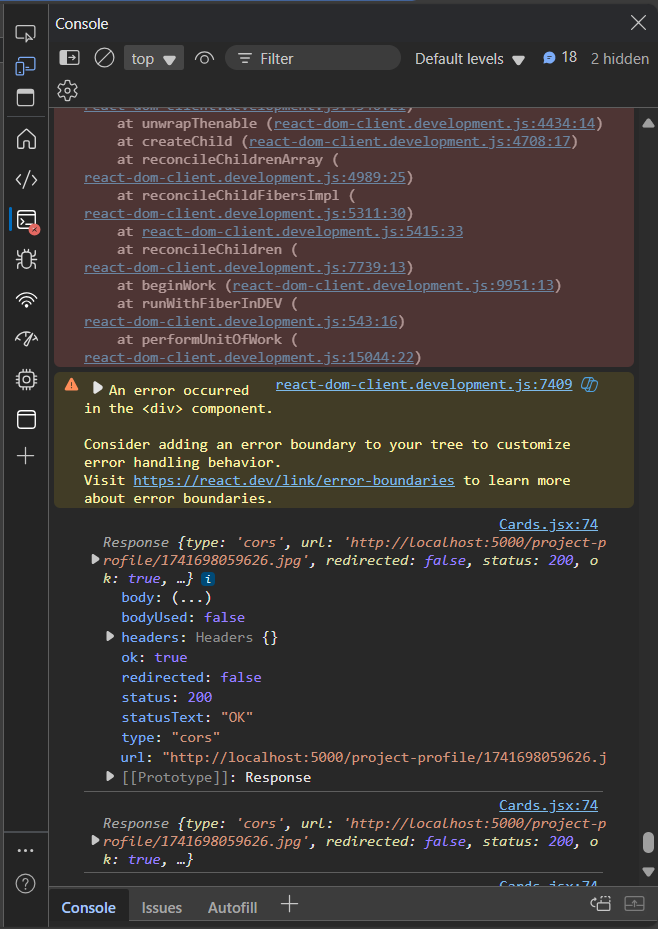 Console
top
Filter
Default levels
18
2 hidden
at unwrapThenable (react-dom-client.development.js:4434:14)
at createChild (react-dom-client.development.js:4708:17)
at reconcileChildrenArray (
react-dom-client.development.js:4989:25)
at reconcileChildFibersImpl (
react-dom-client.development.js:5311:30)
at react-dom-client.development.js:5415:33
at reconcileChildren (
react-dom-client.development.js:7739:13)
at beginWork (react-dom-client.development.js:9951:13)
at runWithFiberInDEV (
react-dom-client.development.js:543:16)
at performUnitOfWork (
react-dom-client.development.js:15044:22)
An error occurred react-dom-client.development.js:7409
in the <div> component.
Consider adding an error boundary to your tree to customize
error handling behavior.
Visit https://react.dev/link/error-boundaries to learn more
about error boundaries.
Cards.jsx:74
Response {type: 'cors', url: 'http://localhost:5000/project-p
rofile/1741698059626.jpg', redirected: false, status: 200, o
k: true, …} i
body: (...)
bodyUsed: false
headers: Headers {}
ok: true
redirected: false
status: 200
statusText: "OK"
type: "cors"
url: "http://localhost:5000/project-profile/1741698059626.j
[[Prototype]]: Response
Cards.jsx:74
Response {type: 'cors', url: 'http://localhost:5000/project-p
rofile/1741698059626.jpg', redirected: false, status: 200, o
k: true, …}
Cards.jsx:74
Console
Issues
Autofill